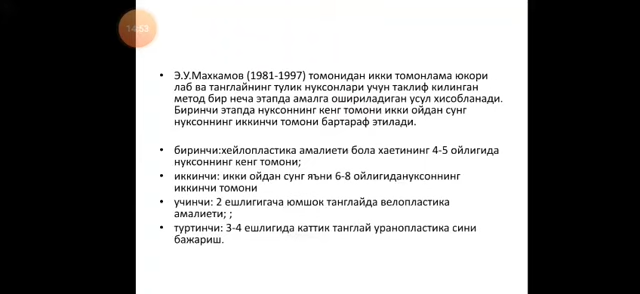 14:53
• Э.У.Махкамов (1981-1997) томонидан икки томонлама юкори
лаб ва танглайнинг тулик нуксонлари учун таклиф килинган
метод бир неча этапда амалга ошириладиган усул хисобланади.
Биринчи этапда нуксоннинг кенг томони икки ойдан сунг
нуксоннинг иккинчи томони бартараф этилади.
• биринчи:хейлопластика амалиети бола хаетининг 4-5 ойлигида
нуксоннинг кенг томони;
• иккинчи: икки ойдан сунг яъни 6-8 ойлигидануксоннинг
иккинчи томони
• учинчи: 2 ешлигигача юмшок танглайда велопластика
амалиети; ;
• туртинчи: 3-4 ешлигида каттик танглай уранопластика сини
бажариш.